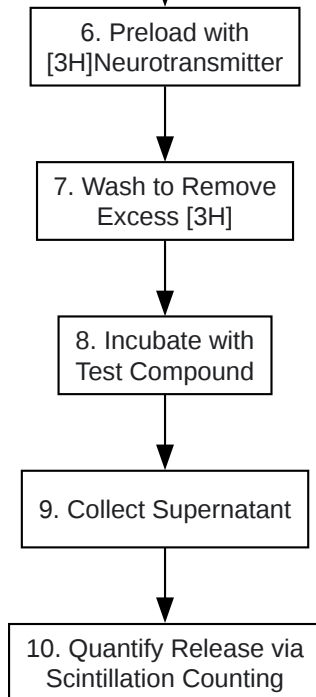 6. Preload with
[3H]Neurotransmitter
7. Wash to Remove
Excess [3H]
8. Incubate with
Test Compound
9. Collect Supernatant
10. Quantify Release via
Scintillation Counting